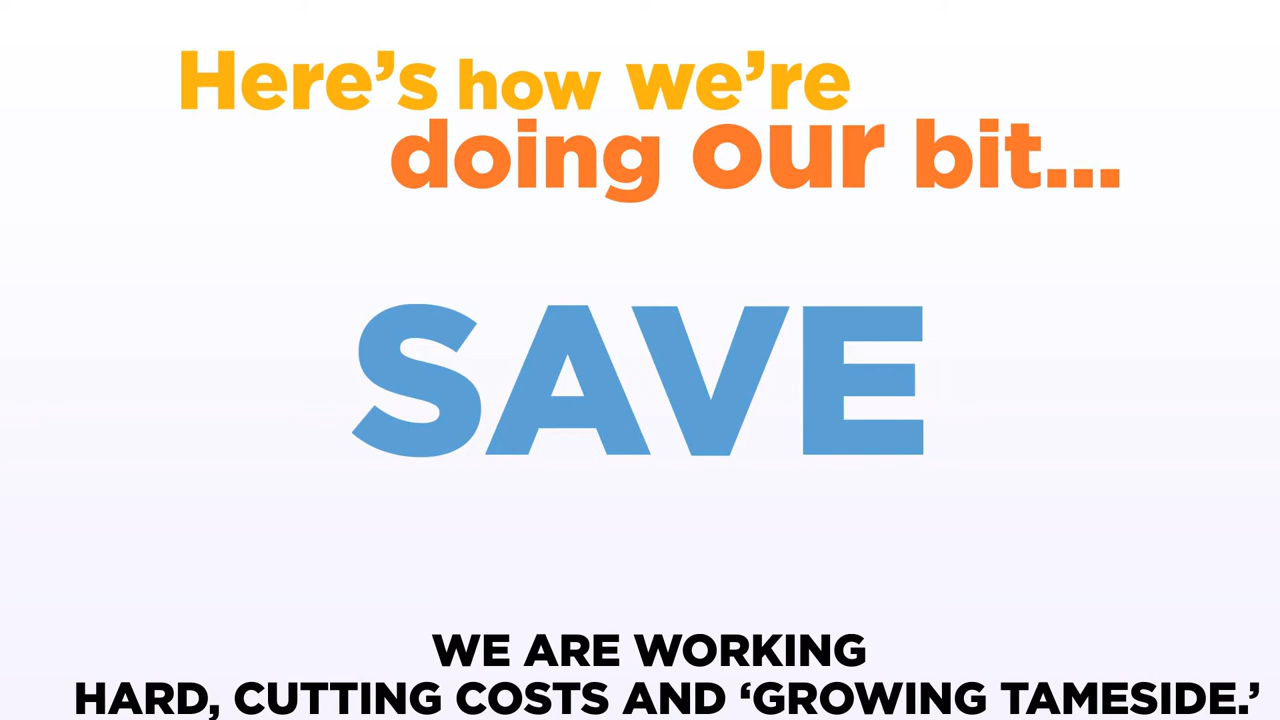 Here’s how we’re
doing our bit...
SAVE
WE ARE WORKING
HARD, CUTTING COSTS AND ‘GROWING TAMESIDE.’